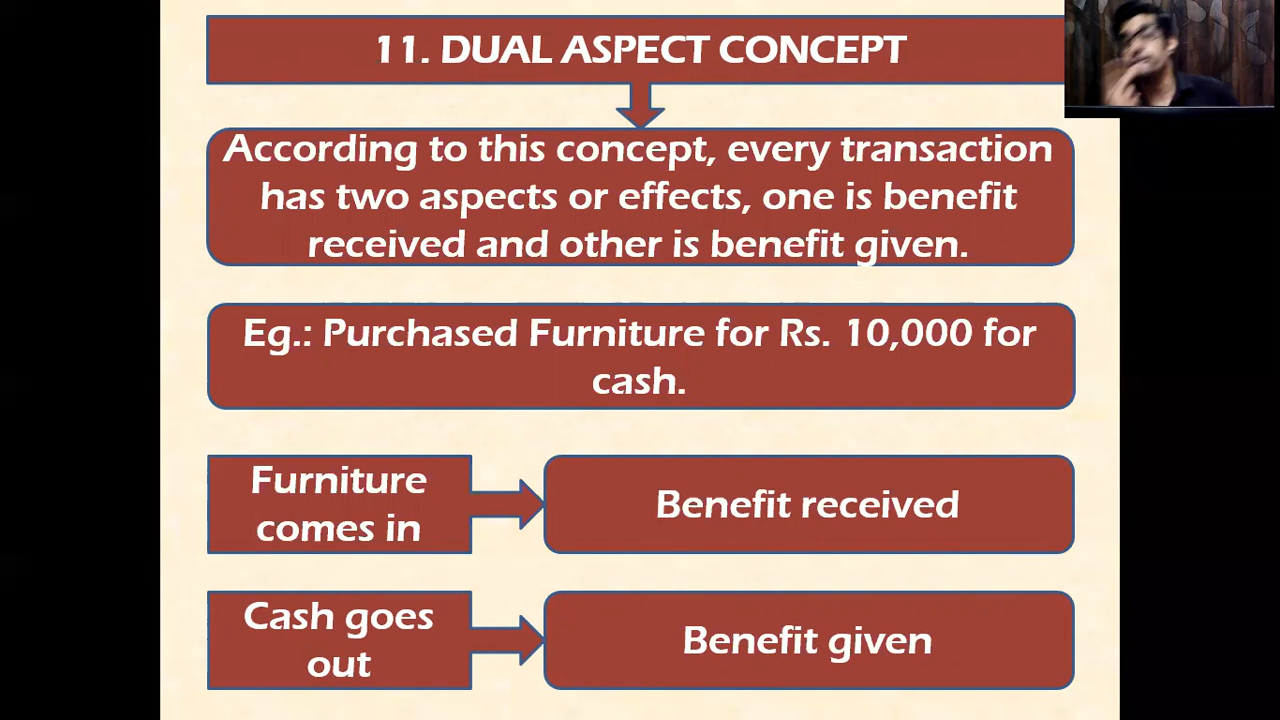 11. DUAL ASPECT CONCEPT
According to this concept, every transaction
has two aspects or effects, one is benefit
received and other is benefit given.
Eg.: Purchased Furniture for Rs. 10,000 for
cash.
Furniture
comes in
Benefit received
Cash goes
out
Benefit given